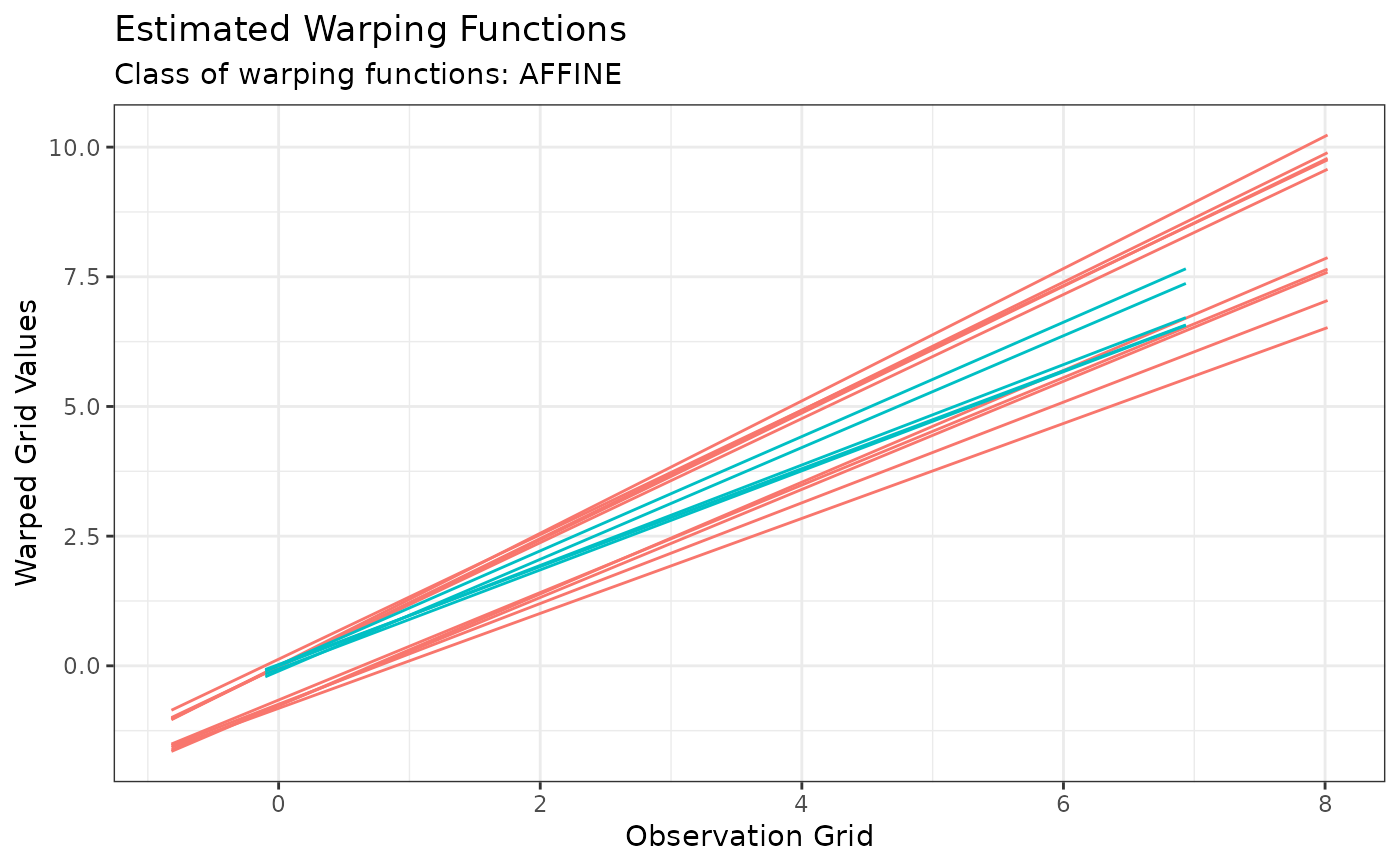 Estimated Warping Functions
Class of warping functions: AFFINE
Warped Grid Values
10.0
7.5
5.0
2.5
0.0
0 2 4 6 8
Observation Grid